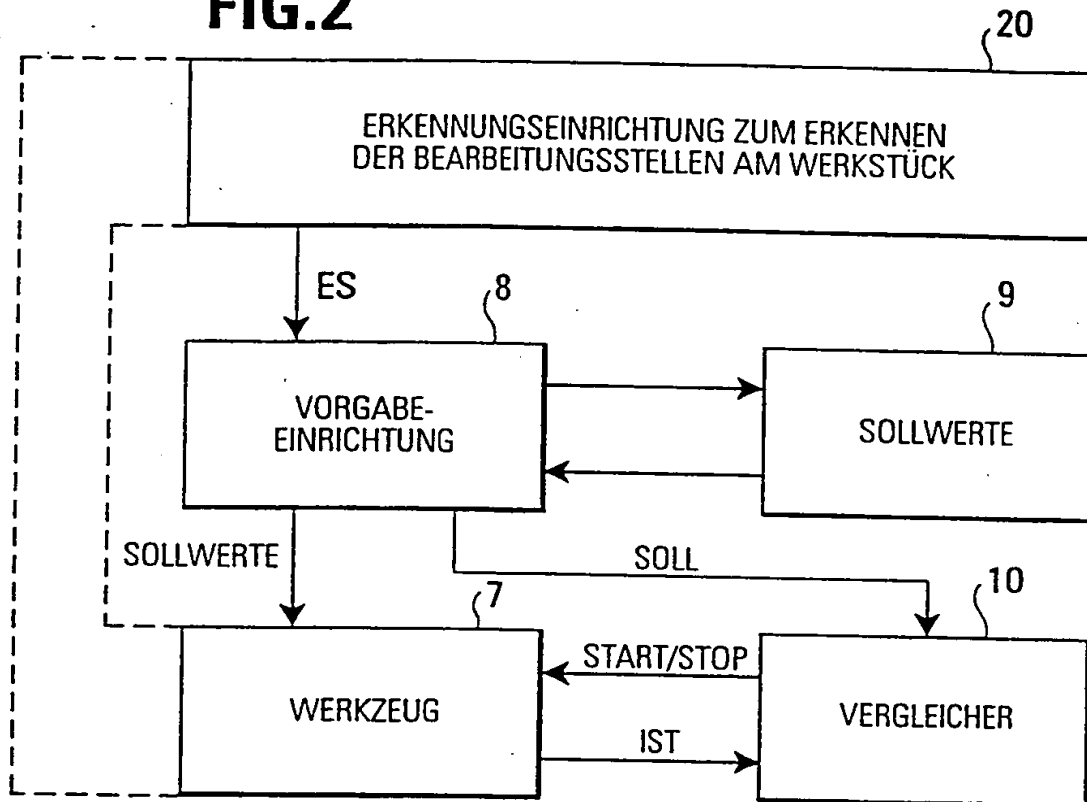 FIG.2
20
ERKENNUNGSEINRICHTUNG ZUM ERKENNEN
DER BEARBEITUNGSSTELLEN AM WERKSTÜCK
ES
8
9
VORGABE-
EINRICHTUNG
SOLLWERTE
SOLLWERTE
SOLL
7
10
START/STOP
WERKZEUG
VERGLEICHER
IST